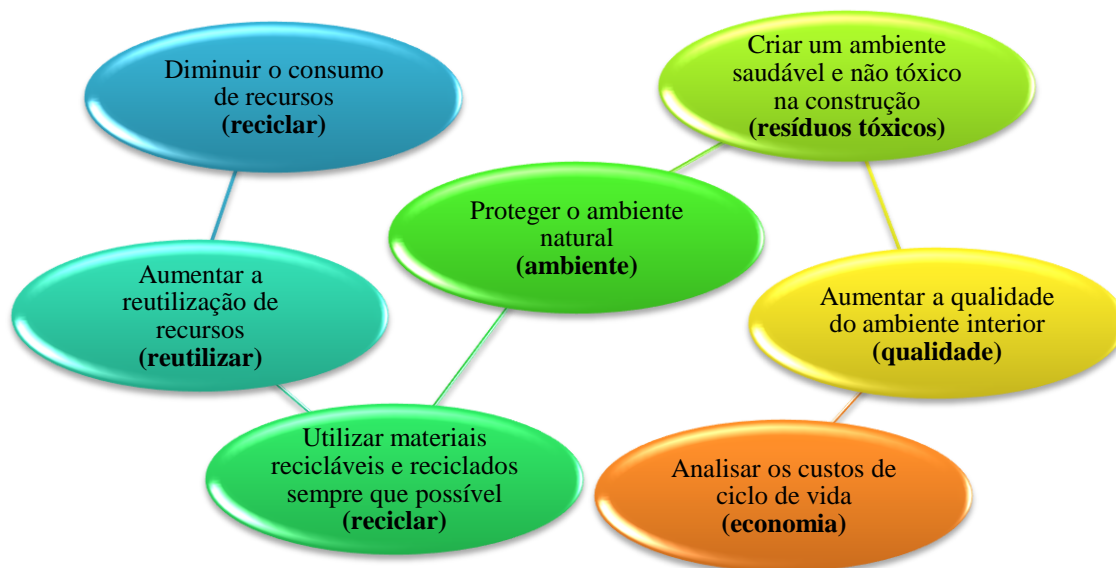 Diminuir o consumo
de recursos
(reciclar)
Aumentar a
reutilização de
recursos
(reutilizar)
Utilizar materiais
recicláveis e reciclados
sempre que possível
(reciclar)
Proteger o ambiente
natural
(ambiente)
Criar um ambiente
saudável e não tóxico
na construção
(resíduos tóxicos)
Aumentar a qualidade
do ambiente interior
(qualidade)
Analisar os custos de
ciclo de vida
(economia)